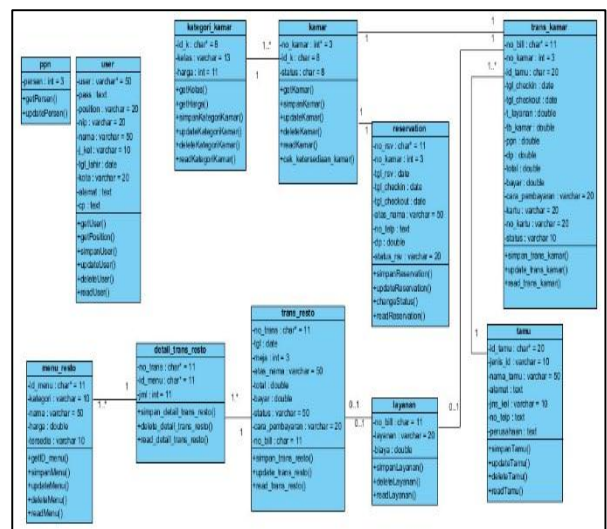 ppn
-persen : int = 3
+getPersen()
+updatePersen()
user
-user : varchar* = 50
-pass : text
-position : varchar = 20
-nip : varchar = 20
-nama : varchar = 50
-j_kel : varchar = 10
-tgl_lahir : date
-kota : varchar = 20
-alamat : text
-cp : text
+getUser()
+getPosition()
+simpanUser()
+updateUser()
+deleteUser()
+readUser()
kategori_kamar
-id_k : char* = 8
-kelas : varchar = 13
-harga : int = 11
+getKelas()
+getHarga()
+simpanKategoriKamar()
+updateKategoriKamar()
+deleteKategoriKamar()
+readKategoriKamar()
1..*
1
kamar
-no_kamar : int* = 3
-id_k : char = 8
-status : char = 8
+getKamar()
+simpanKamar()
+updateKamar()
+deleteKamar()
+readKamar()
+cek_ketersediaan_kamar()
1
1
1
1
1
reservation
-no_rsv : char* = 11
-no_kamar : int = 3
-tgl_rsv : date
-tgl_checkin : date
-tgl_checkout : date
-atas_nama : varchar = 50
-no_telp : text
-dp : double
-status_rsv : varchar = 20
+simpanReservation()
+updateReservation()
+changeStatus()
+readReservation()
trans_kamar
-no_bill : char* = 11
-no_kamar : int = 3
-id_tamu : char = 20
-tgl_checkin : date
-tgl_checkout : date
-t_layanan : double
-tb_kamar : double
-ppn : double
-dp : double
-total : double
-bayar : double
-cara_pembayaran : varchar = 20
-kartu : varchar = 20
-no_kartu : varchar = 20
-status : varchar 10
+simpan_trans_kamar()
+update_trans_kamar()
+read_trans_kamar()
1
1..*
menu_resto
-id_menu : char* = 11
-kategori : varchar = 10
-nama : varchar = 50
-harga : double
-tersedia : varchar 10
+getID_menu()
+simpanMenu()
+updateMenu()
+deleteMenu()
+readMenu()
1..*
1
detail_trans_resto
-no_trans : char* = 11
-id_menu : char* = 11
-jml : int = 11
+simpan_detail_trans_resto()
+delete_detail_trans_resto()
+read_detail_trans_resto()
1..*
1
trans_resto
-no_trans : char* = 11
-tgl : date
-meja : int = 3
-atas_nama : varchar = 50
-total : double
-bayar : double
-status : varchar = 50
-cara_pembayaran : varchar = 20
-no_bill : char = 11
+simpan_trans_resto()
+update_trans_resto()
+read_trans_resto()
0..1
0..1
layanan
-no_bill : char = 11
-layanan : varchar = 20
-biaya : double
+simpanLayanan()
+deleteLayanan()
+readLayanan()
0..1
1
tamu
-id_tamu : char* = 20
-jenis_id : varchar = 10
-nama_tamu : varchar = 50
-alamat : text
-jns_kel : varchar = 10
-no_telp : text
-perusahaan : text
+simpanTamu()
+updateTamu()
+deleteTamu()
+readTamu()